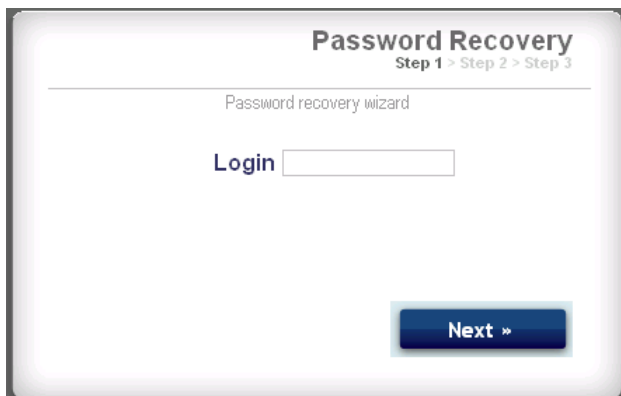 Password Recovery
Step 1 > Step 2 > Step 3
Password recovery wizard
Login
Next »